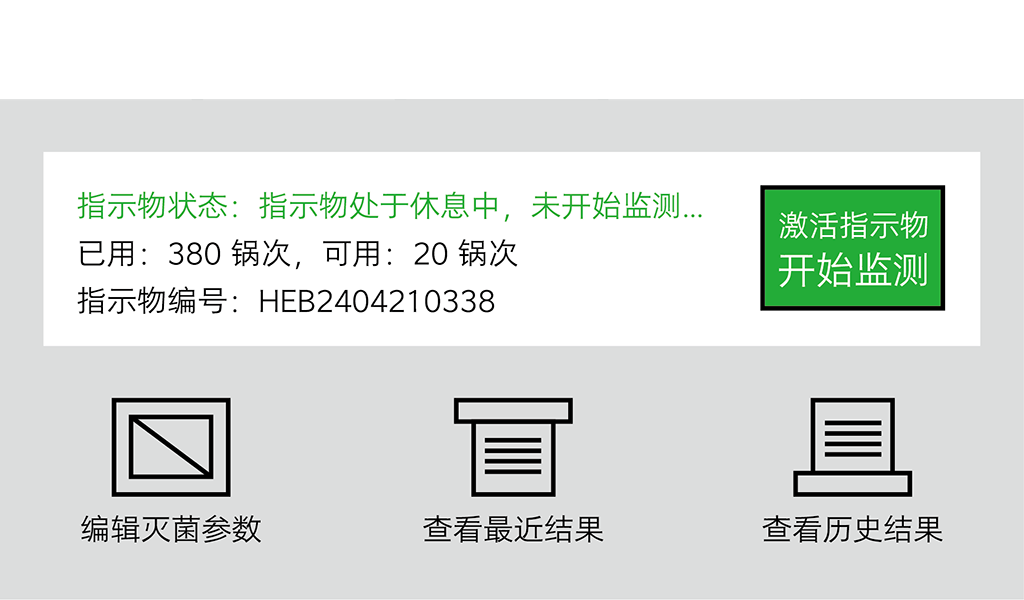 指示物状态：指示物处于休息中，未开始监测...
已用：380 锅次，可用：20 锅次
指示物编号：HEB2404210338
激活指示物
开始监测
编辑灭菌参数
查看最近结果
查看历史结果